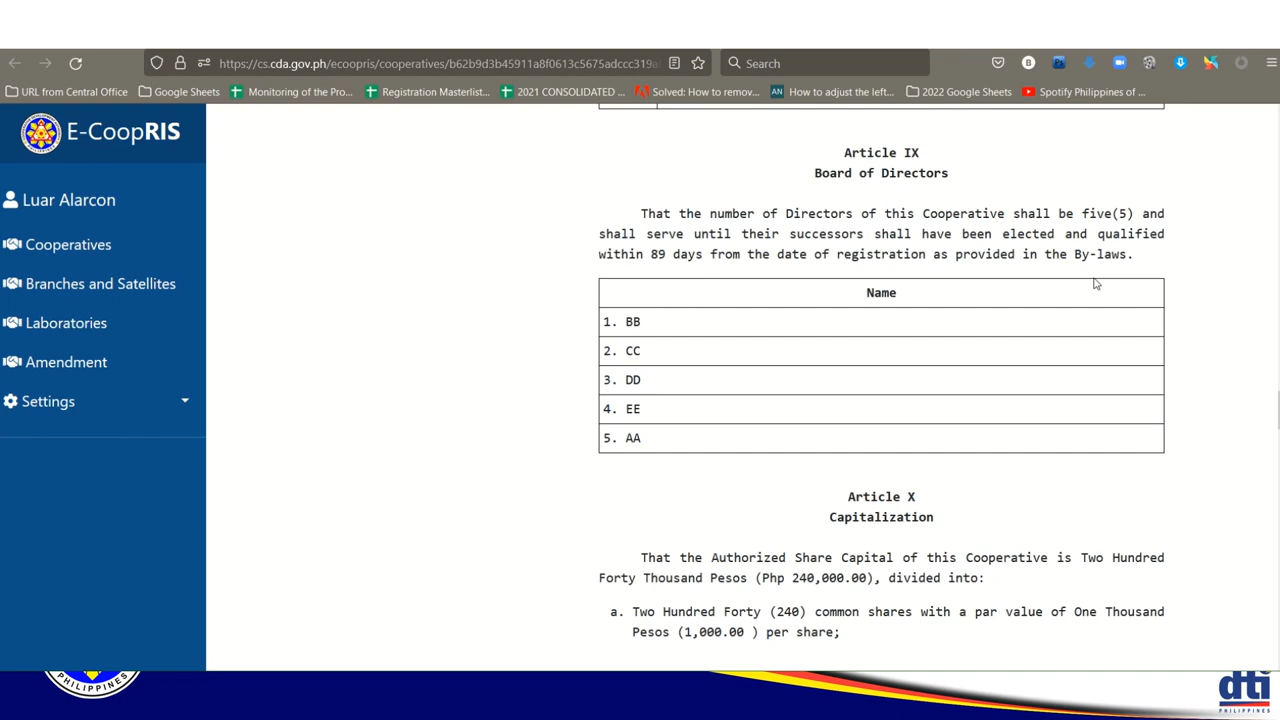 https://cs.cda.gov.ph/ecoopris/cooperatives/b62b9d3b45911a8f0613c5675adccc319a
Search
URL from Central Office
Google Sheets
Monitoring of the Pro...
Registration Masterlist...
2021 CONSOLIDATED ...
Solved: How to remov...
AN How to adjust the left...
2022 Google Sheets
Spotify Philippines of ...
E-CoopRIS
Luar Alarcon
Cooperatives
Branches and Satellites
Laboratories
Amendment
Settings
Article IX
Board of Directors
That the number of Directors of this Cooperative shall be five(5) and
shall serve until their successors shall have been elected and qualified
within 89 days from the date of registration as provided in the By-laws.
Name
1. BB
2. CC
3. DD
4. EE
5. AA
Article X
Capitalization
That the Authorized Share Capital of this Cooperative is Two Hundred
Forty Thousand Pesos (Php 240,000.00), divided into:
a. Two Hundred Forty (240) common shares with a par value of One Thousand
Pesos (1,000.00 ) per share;
PHILIPPINES
dti
PHILIPPINES